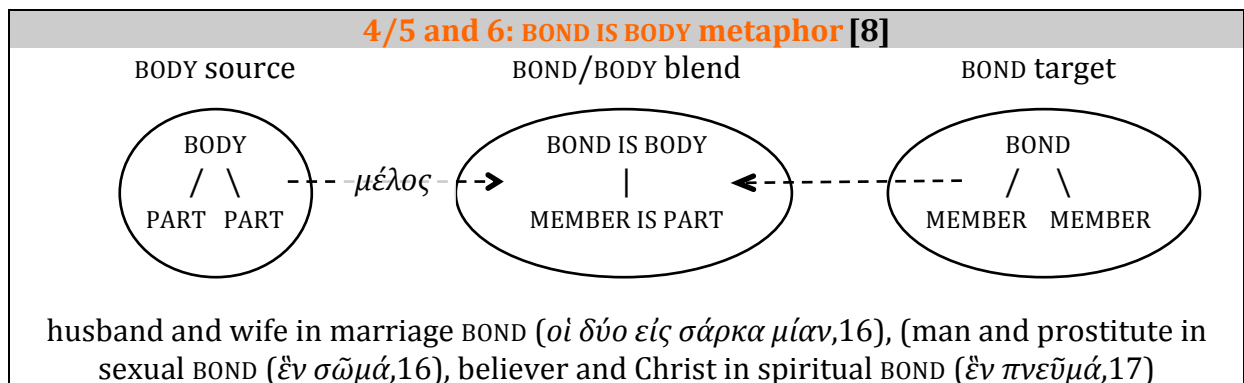 4/5 and 6: BOND IS BODY metaphor [8]
BODY source BOND/BODY blend BOND target
BODY BOND IS BODY BOND
/ \ μέλος | / \
PART PART MEMBER IS PART MEMBER MEMBER
husband and wife in marriage BOND (οἱ δύο εἰς σάρκα μίαν,16), (man and prostitute in
sexual BOND (ἓν σῶμά,16), believer and Christ in spiritual BOND (ἓν πνεῦμά,17)